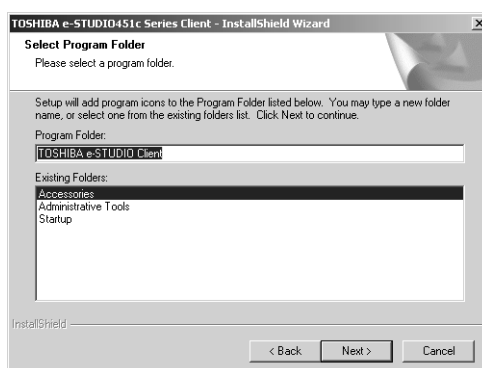 TOSHIBA e-STUDIO451c Series Client - InstallShield Wizard
Select Program Folder
Please select a program folder.
Setup will add program icons to the Program Folder listed below. You may type a new folder
name, or select one from the existing folders list. Click Next to continue.
Program Folder:
TOSHIBA e-STUDIO Client
Existing Folders:
Accessories
Administrative Tools
Startup
InstallShield
< Back Next > Cancel